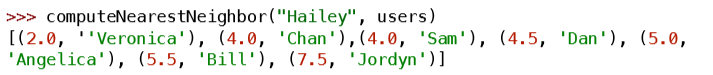 >>> computeNearestNeighbor("Hailey", users)
[(2.0, ''Veronica'), (4.0, 'Chan'),(4.0, 'Sam'), (4.5, 'Dan'), (5.0,
'Angelica'), (5.5, 'Bill'), (7.5, 'Jordyn')]